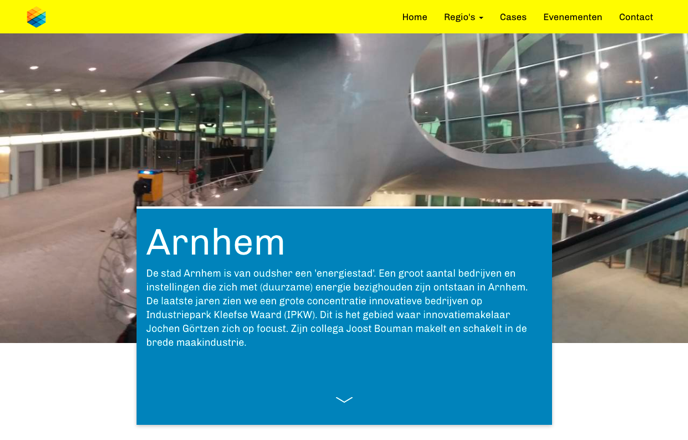 Home Regio's Cases Evenementen Contact
Arnhem
De stad Arnhem is van oudsher een 'energiestad'. Een groot aantal bedrijven en
instellingen die zich met (duurzame) energie bezighouden zijn ontstaan in Arnhem.
De laatste jaren zien we een grote concentratie innovatieve bedrijven op
Industriepark Kleefse Waard (IPKW). Dit is het gebied waar innovatiemakelaar
Jochen Görtzen zich op focust. Zijn collega Joost Bouman makelt en schakelt in de
brede maakindustrie.